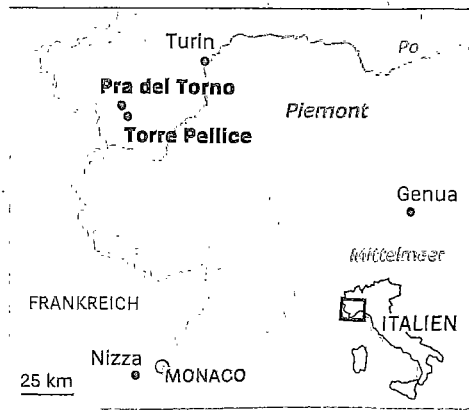 Turin
Po
Pra del Torno
Piemont
Torre Pellice
Genua
Mittelmeer
FRANKREICH
ITALIEN
Nizza
MONACO
25 km